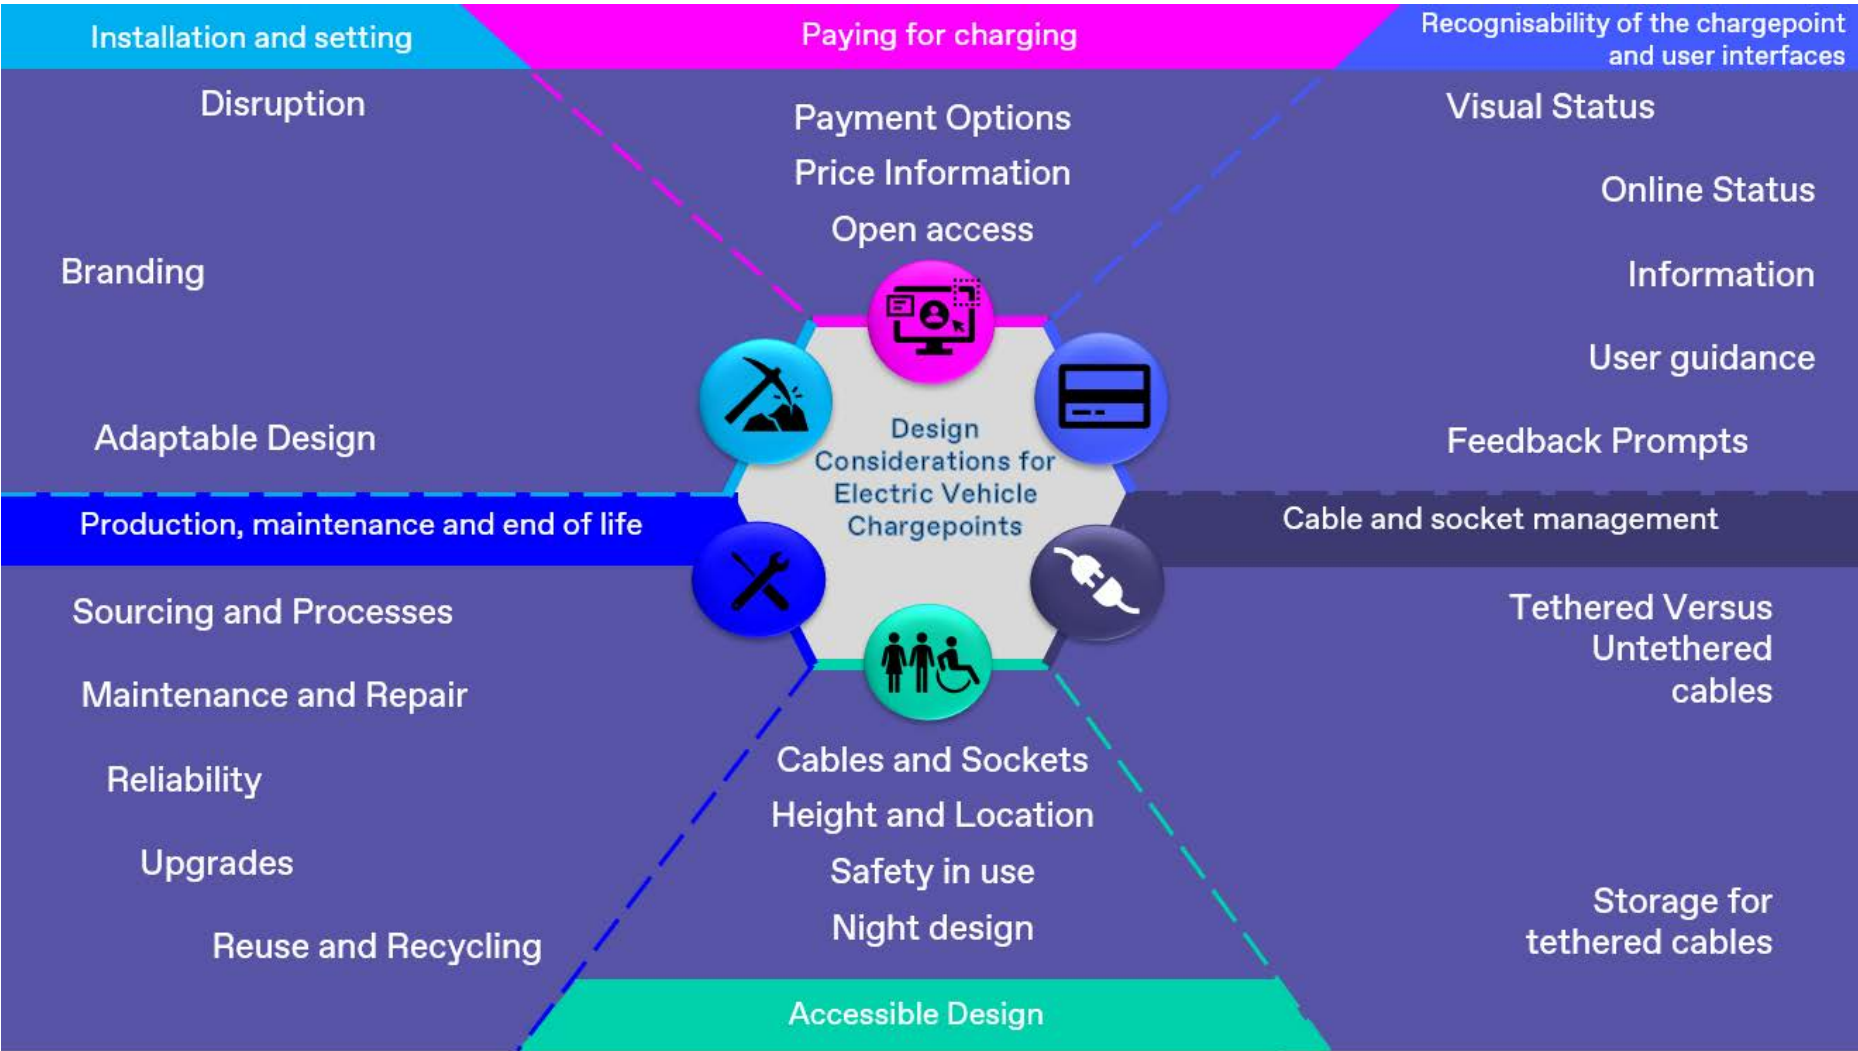 Installation and setting
Disruption
Branding
Adaptable Design
Paying for charging
Payment Options
Price Information
Open access
Recognisability of the chargepoint
and user interfaces
Visual Status
Online Status
Information
User guidance
Feedback Prompts
Design
Considerations for
Electric Vehicle
Chargepoints
Production, maintenance and end of life
Sourcing and Processes
Maintenance and Repair
Reliability
Upgrades
Reuse and Recycling
Cables and Sockets
Height and Location
Safety in use
Night design
Accessible Design
Cable and socket management
Tethered Versus
Untethered
cables
Storage for
tethered cables